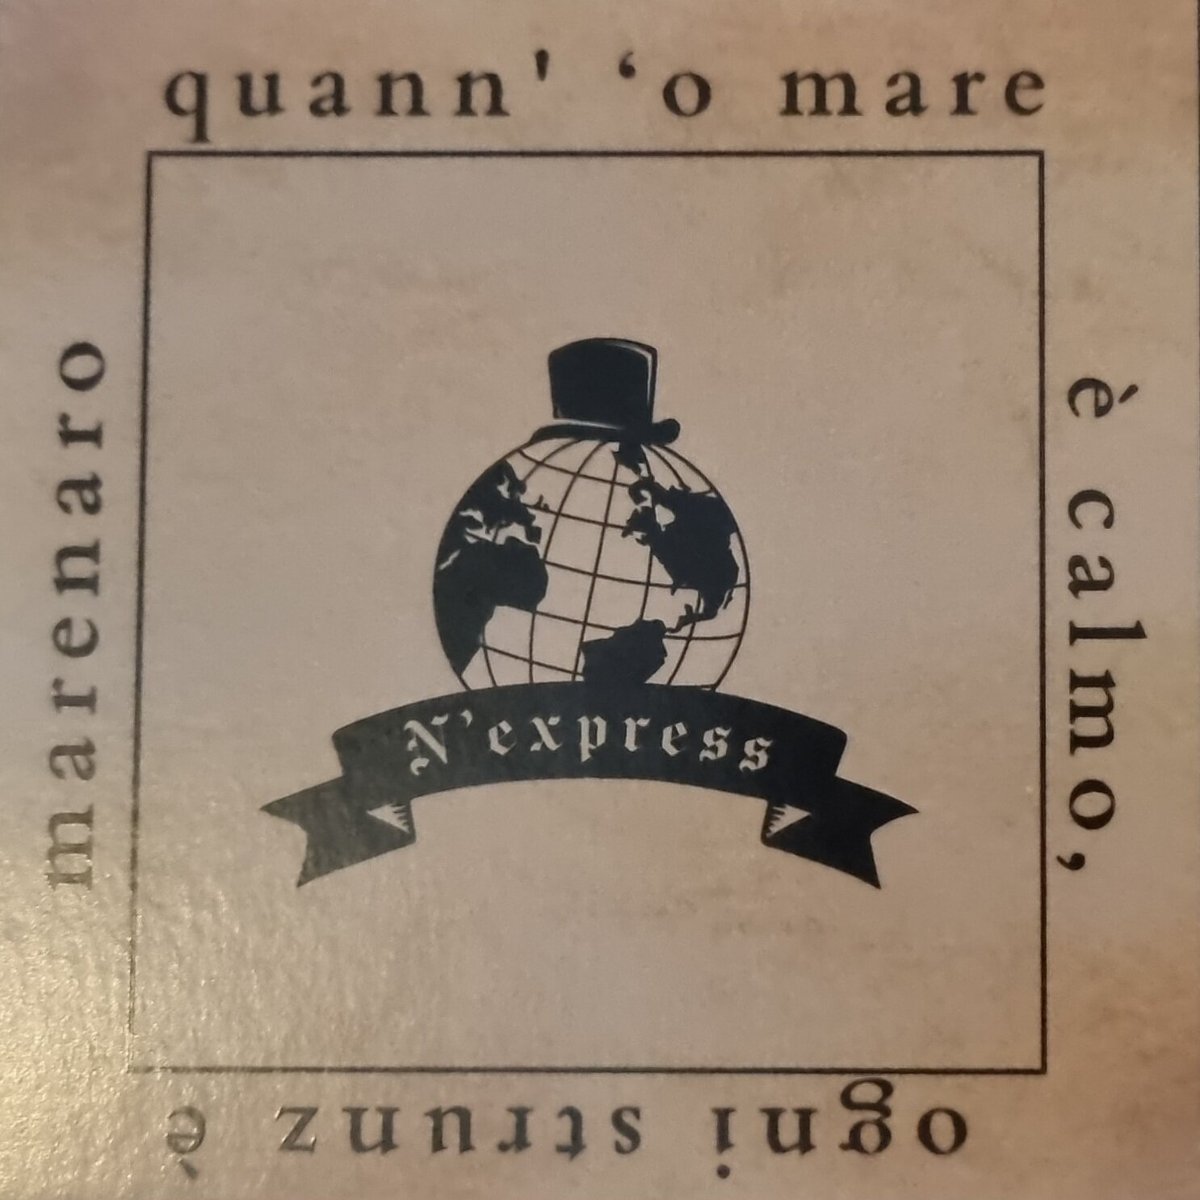 quann' ‘o mare
è calmo,
ogni strunz è
marenaro
N’express